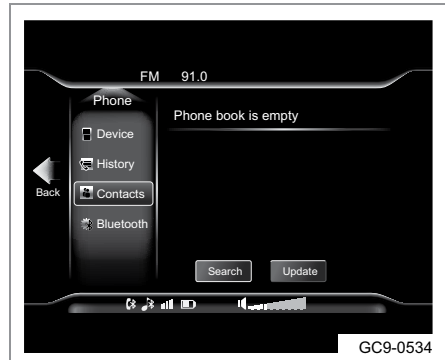 FM 91.0
Phone
Phone book is empty
Device
History
Back
Contacts
Bluetooth
Search Update
GC9-0534